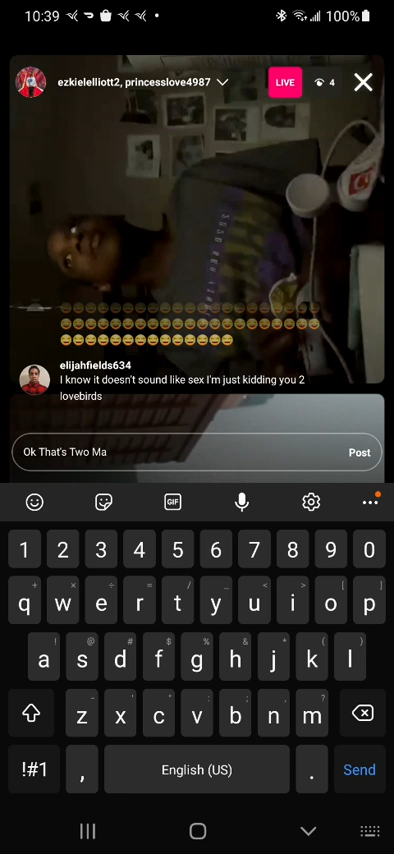 10:39
100%
ezkielelliott2, princesslove4987
LIVE
4
elijahfields634
I know it doesn't sound like sex I'm just kidding you 2
lovebirds
Ok That's Two Ma
Post
GIF
1 2 3 4 5 6 7 8 9 0
+ × ÷ = / _ < > [ ]
q w e r t y u i o p
! @ # $ % & * ( )
a s d f g h j k l
- ' " : ; , ?
z x c v b n m
!#1 , English (US) . Send